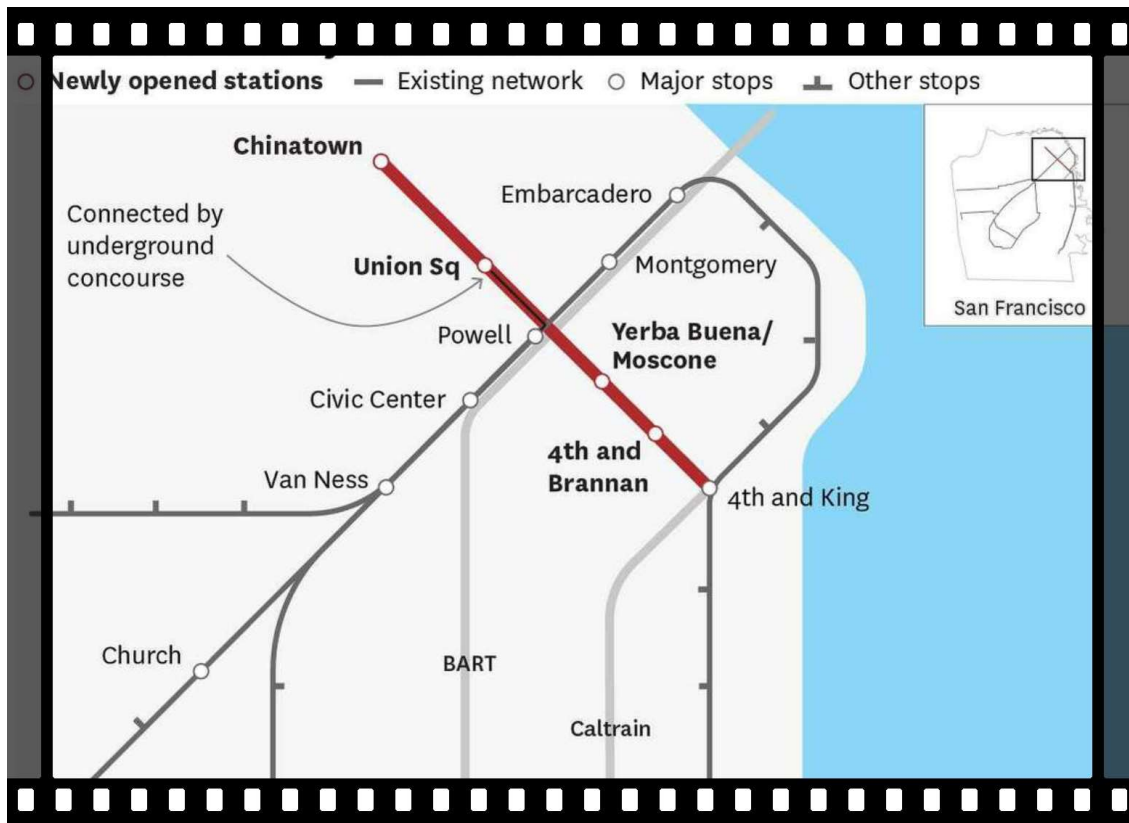 Newly opened stations
Existing network
Major stops
Other stops
Chinatown
Embarcadero
Connected by
underground
concourse
Union Sq
Montgomery
San Francisco
Powell
Yerba Buena/
Moscone
Civic Center
4th and
Brannan
Van Ness
4th and King
Church
BART
Caltrain